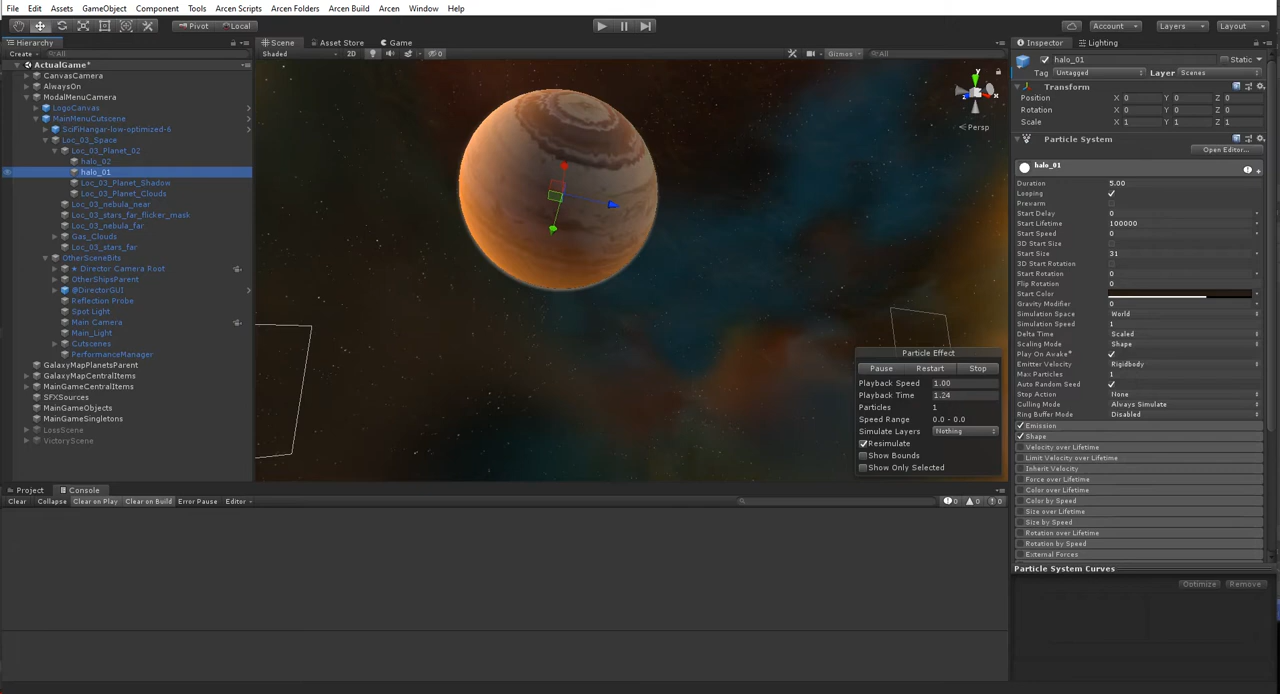 File Edit Assets GameObject Component Tools Arcen Scripts Arcen Folders Arcen Build Arcen Window Help
Pivot Local Account Layers Layout
Hierarchy
Create All
ActualGame*
CanvasCamera
AlwaysOn
ModalMenuCamera
LogoCanvas
MainMenuCutscene
SciFiHangar-low-optimized-6
Loc_03_Space
Loc_03_Planet_02
halo_02
halo_01
Loc_03_Planet_Shadow
Loc_03_Planet_Clouds
Loc_03_nebula_near
Loc_03_stars_far_flicker_mask
Loc_03_nebula_far
Gas_Clouds
Loc_03_stars_far
OtherSceneBits
Director Camera Root
OtherShipsParent
@DirectorGUI
Reflection Probe
Spot Light
Main Camera
Main_Light
Cutscenes
PerformanceManager
GalaxyMapPlanetsParent
GalaxyMapCentralItems
MainGameCentralItems
SFXSources
MainGameObjects
MainGameSingletons
LossScene
VictoryScene
Scene Asset Store Game
Shaded 2D 0 Gizmos All
y x
Persp
Particle Effect
Pause Restart Stop
Playback Speed 1.00
Playback Time 1.24
Particles 1
Speed Range 0.0 - 0.0
Simulate Layers Nothing
Resimulate
Show Bounds
Show Only Selected
Inspector Lighting
halo_01 Static
Tag Untagged Layer Scenes
Transform
Position X 0 Y 0 Z 0
Rotation X 0 Y 0 Z 0
Scale X 1 Y 1 Z 1
Particle System
Open Editor...
halo_01
Duration 5.00
Looping
Prewarm
Start Delay 0
Start Lifetime 100000
Start Speed 0
3D Start Size
Start Size 31
3D Start Rotation
Start Rotation 0
Flip Rotation 0
Start Color
Gravity Modifier 0
Simulation Space World
Simulation Speed 1
Delta Time Scaled
Scaling Mode Shape
Play On Awake*
Emitter Velocity Rigidbody
Max Particles 1
Auto Random Seed
Stop Action None
Culling Mode Always Simulate
Ring Buffer Mode Disabled
Emission
Shape
Velocity over Lifetime
Limit Velocity over Lifetime
Inherit Velocity
Force over Lifetime
Color over Lifetime
Color by Speed
Size over Lifetime
Size by Speed
Rotation over Lifetime
Rotation by Speed
External Forces
Particle System Curves
Optimize Remove
Project Console
Clear Collapse Clear on Play Clear on Build Error Pause Editor 0 0 0